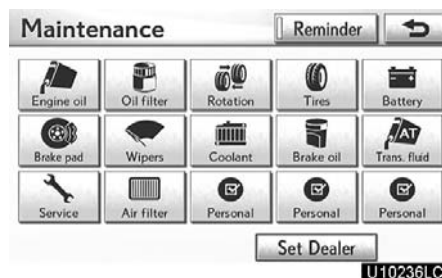 Maintenance Reminder
Engine oil Oil filter Rotation Tires Battery
Brake pad Wipers Coolant Brake oil Trans. fluid
AT
Service Air filter Personal Personal Personal
Set Dealer
U10236LC